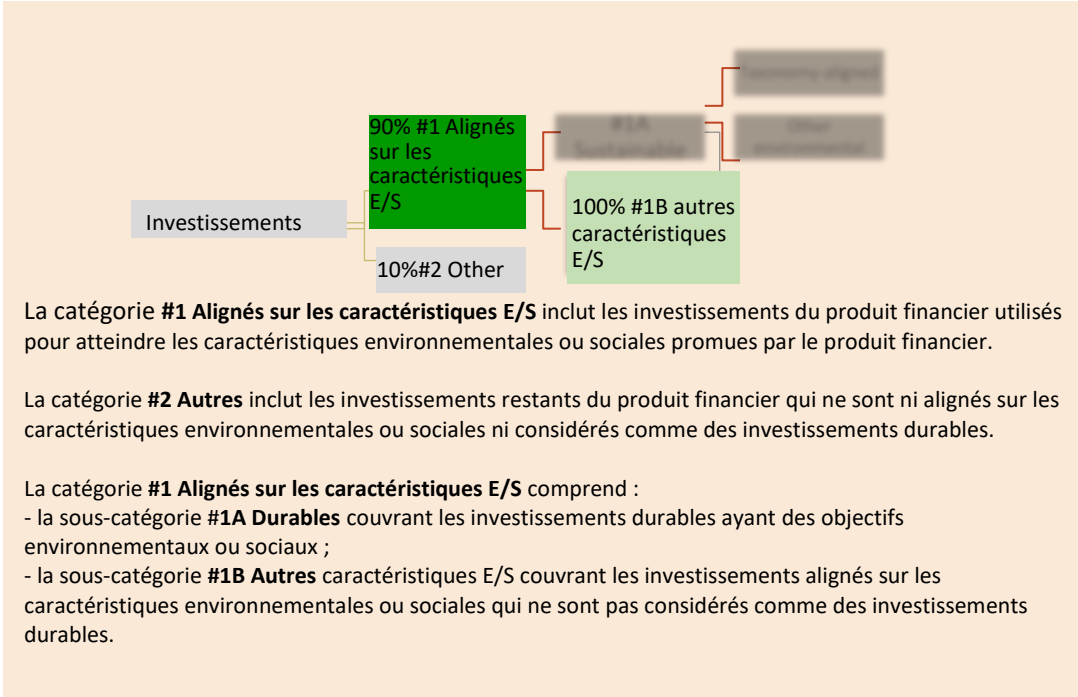 Taxonomy-aligned
90% #1 Alignés
sur les
caractéristiques
E/S
#1A
Sustainable
Other
environmental
Investissements
100% #1B autres
caractéristiques
E/S
10%#2 Other
La catégorie #1 Alignés sur les caractéristiques E/S inclut les investissements du produit financier utilisés
pour atteindre les caractéristiques environnementales ou sociales promues par le produit financier.
La catégorie #2 Autres inclut les investissements restants du produit financier qui ne sont ni alignés sur les
caractéristiques environnementales ou sociales ni considérés comme des investissements durables.
La catégorie #1 Alignés sur les caractéristiques E/S comprend :
- la sous-catégorie #1A Durables couvrant les investissements durables ayant des objectifs
environnementaux ou sociaux ;
- la sous-catégorie #1B Autres caractéristiques E/S couvrant les investissements alignés sur les
caractéristiques environnementales ou sociales qui ne sont pas considérés comme des investissements
durables.